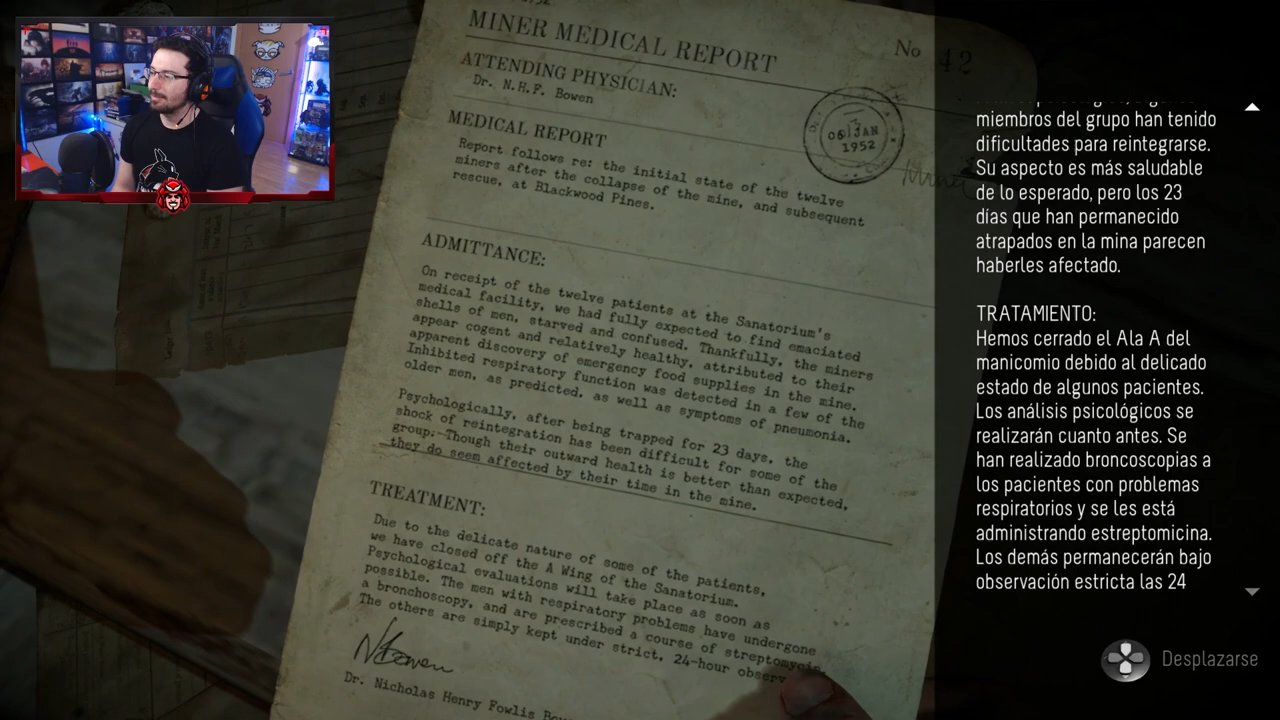 MINER MEDICAL REPORT
No 42
ATTENDING PHYSICIAN:
Dr. N.H.F. Bowen
MEDICAL REPORT
Report follows re: the initial state of the twelve
miners after the collapse of the mine, and subsequent
rescue, at Blackwood Pines.
06 JAN
1952
ADMITTANCE:
On receipt of the twelve patients at the Sanatorium's
medical facility, we had fully expected to find emaciated
shells of men, starved and confused. Thankfully, the miners
appear cogent and relatively healthy, attributed to their
apparent discovery of emergency food supplies in the mine.
Inhibited respiratory function was detected in a few of the
older men, as predicted, as well as symptoms of pneumonia.
Psychologically, after being trapped for 23 days, the
shock of reintegration has been difficult for some of the
group. Though their outward health is better than expected,
they do seem affected by their time in the mine.
TREATMENT:
Due to the delicate nature of some of the patients,
we have closed off the A Wing of the Sanatorium.
Psychological evaluations will take place as soon as
possible. The men with respiratory problems have undergone
a bronchoscopy, and are prescribed a course of streptomycin
The others are simply kept under strict, 24-hour observ
NBowen
Dr. Nicholas Henry Fowlis Bow
miembros del grupo han tenido
dificultades para reintegrarse.
Su aspecto es más saludable
de lo esperado, pero los 23
días que han permanecido
atrapados en la mina parecen
haberles afectado.
TRATAMIENTO:
Hemos cerrado el Ala A del
manicomio debido al delicado
estado de algunos pacientes.
Los análisis psicológicos se
realizarán cuanto antes. Se
han realizado broncoscopias a
los pacientes con problemas
respiratorios y se les está
administrando estreptomicina.
Los demás permanecerán bajo
observación estricta las 24
Desplazarse